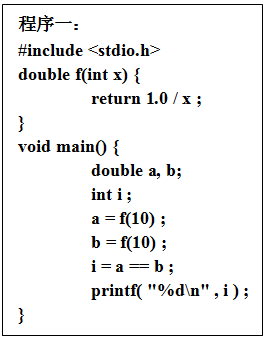 程序一：
#include <stdio.h>
double f(int x) {
return 1.0 / x ;
}
void main() {
double a, b;
int i ;
a = f(10) ;
b = f(10) ;
i = a == b ;
printf( "%d\n" , i ) ;
}